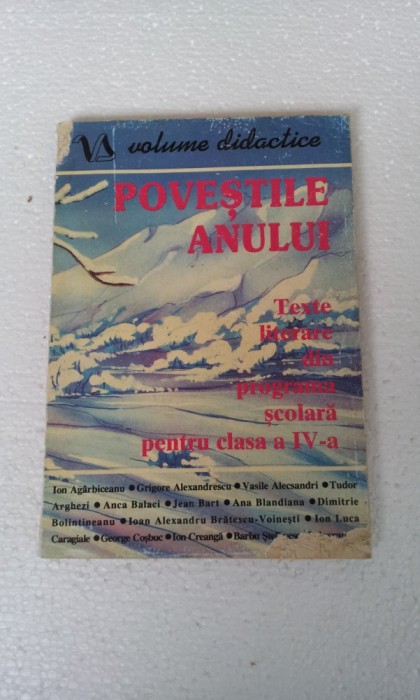 volume didactice
POVEȘTILE
ANULUI
Texte
literare
din
programa
școlară
pentru clasa a IV-a
Ion Agârbiceanu ● Grigore Alexandrescu ● Vasile Alecsandri ● Tudor
Arghezi ● Anca Balaci ● Jean Bart ● Ana Blandiana ● Dimitrie
Bolintineanu ● Ioan Alexandru Brătescu-Voinești ● Ion Luca
Caragiale ● George Coșbuc ● Ion Creangă ● Barbu